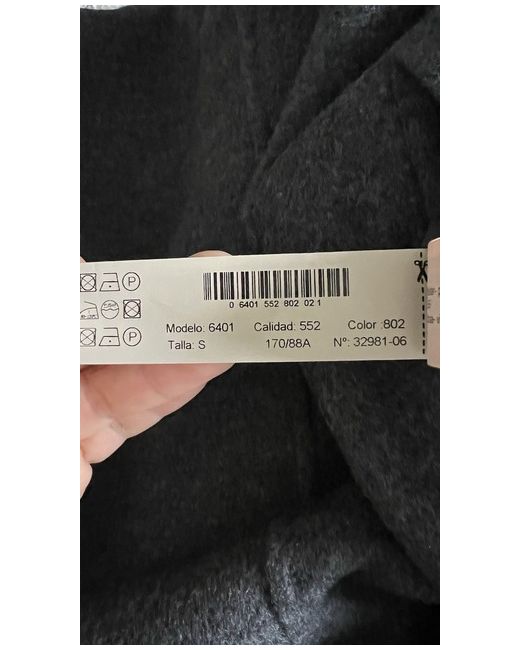 0 6401 552 802 02 1
Modelo: 6401 Calidad: 552 Color :802
Talla: S 170/88A Nº: 32981-06